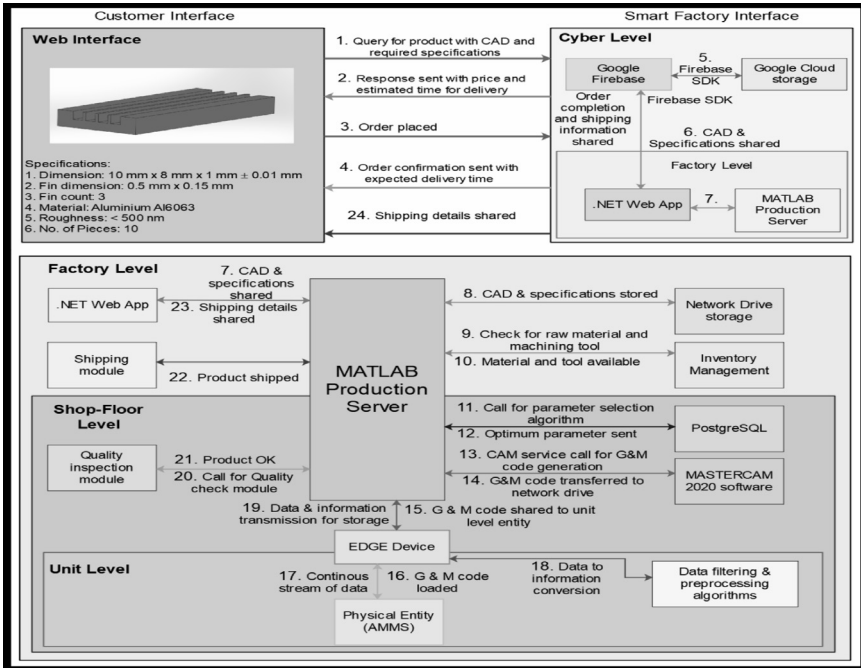 Customer Interface
Smart Factory Interface
Web Interface
Specifications:
1. Dimension: 10 mm x 8 mm x 1 mm ± 0.01 mm
2. Fin dimension: 0.5 mm x 0.15 mm
3. Fin count: 3
4. Material: Aluminium Al6063
5. Roughness: < 500 nm
6. No. of Pieces: 10
1. Query for product with CAD and
required specifications
2. Response sent with price and
estimated time for delivery
3. Order placed
4. Order confirmation sent with
expected delivery time
24. Shipping details shared
Cyber Level
Google
Firebase
5.
Firebase
SDK
Google Cloud
storage
Order
completion
and shipping
information
shared
Firebase SDK
6. CAD &
Specifications shared
Factory Level
.NET Web App
7.
MATLAB
Production
Server
Factory Level
.NET Web App
7. CAD &
specifications
shared
23. Shipping details
shared
Shipping
module
22. Product shipped
MATLAB
Production
Server
8. CAD & specifications stored
Network Drive
storage
9. Check for raw material and
machining tool
10. Material and tool available
Inventory
Management
Shop-Floor
Level
Quality
inspection
module
21. Product OK
20. Call for Quality
check module
11. Call for parameter selection
algorithm
12. Optimum parameter sent
PostgreSQL
13. CAM service call for G&M
code generation
14. G&M code transferred to
network drive
MASTERCAM
2020 software
19. Data & information
transmission for storage
15. G & M code shared to unit
level entity
EDGE Device
Unit Level
17. Continous
stream of data
16. G & M code
loaded
18. Data to
information
conversion
Data filtering &
preprocessing
algorithms
Physical Entity
(AMMS)